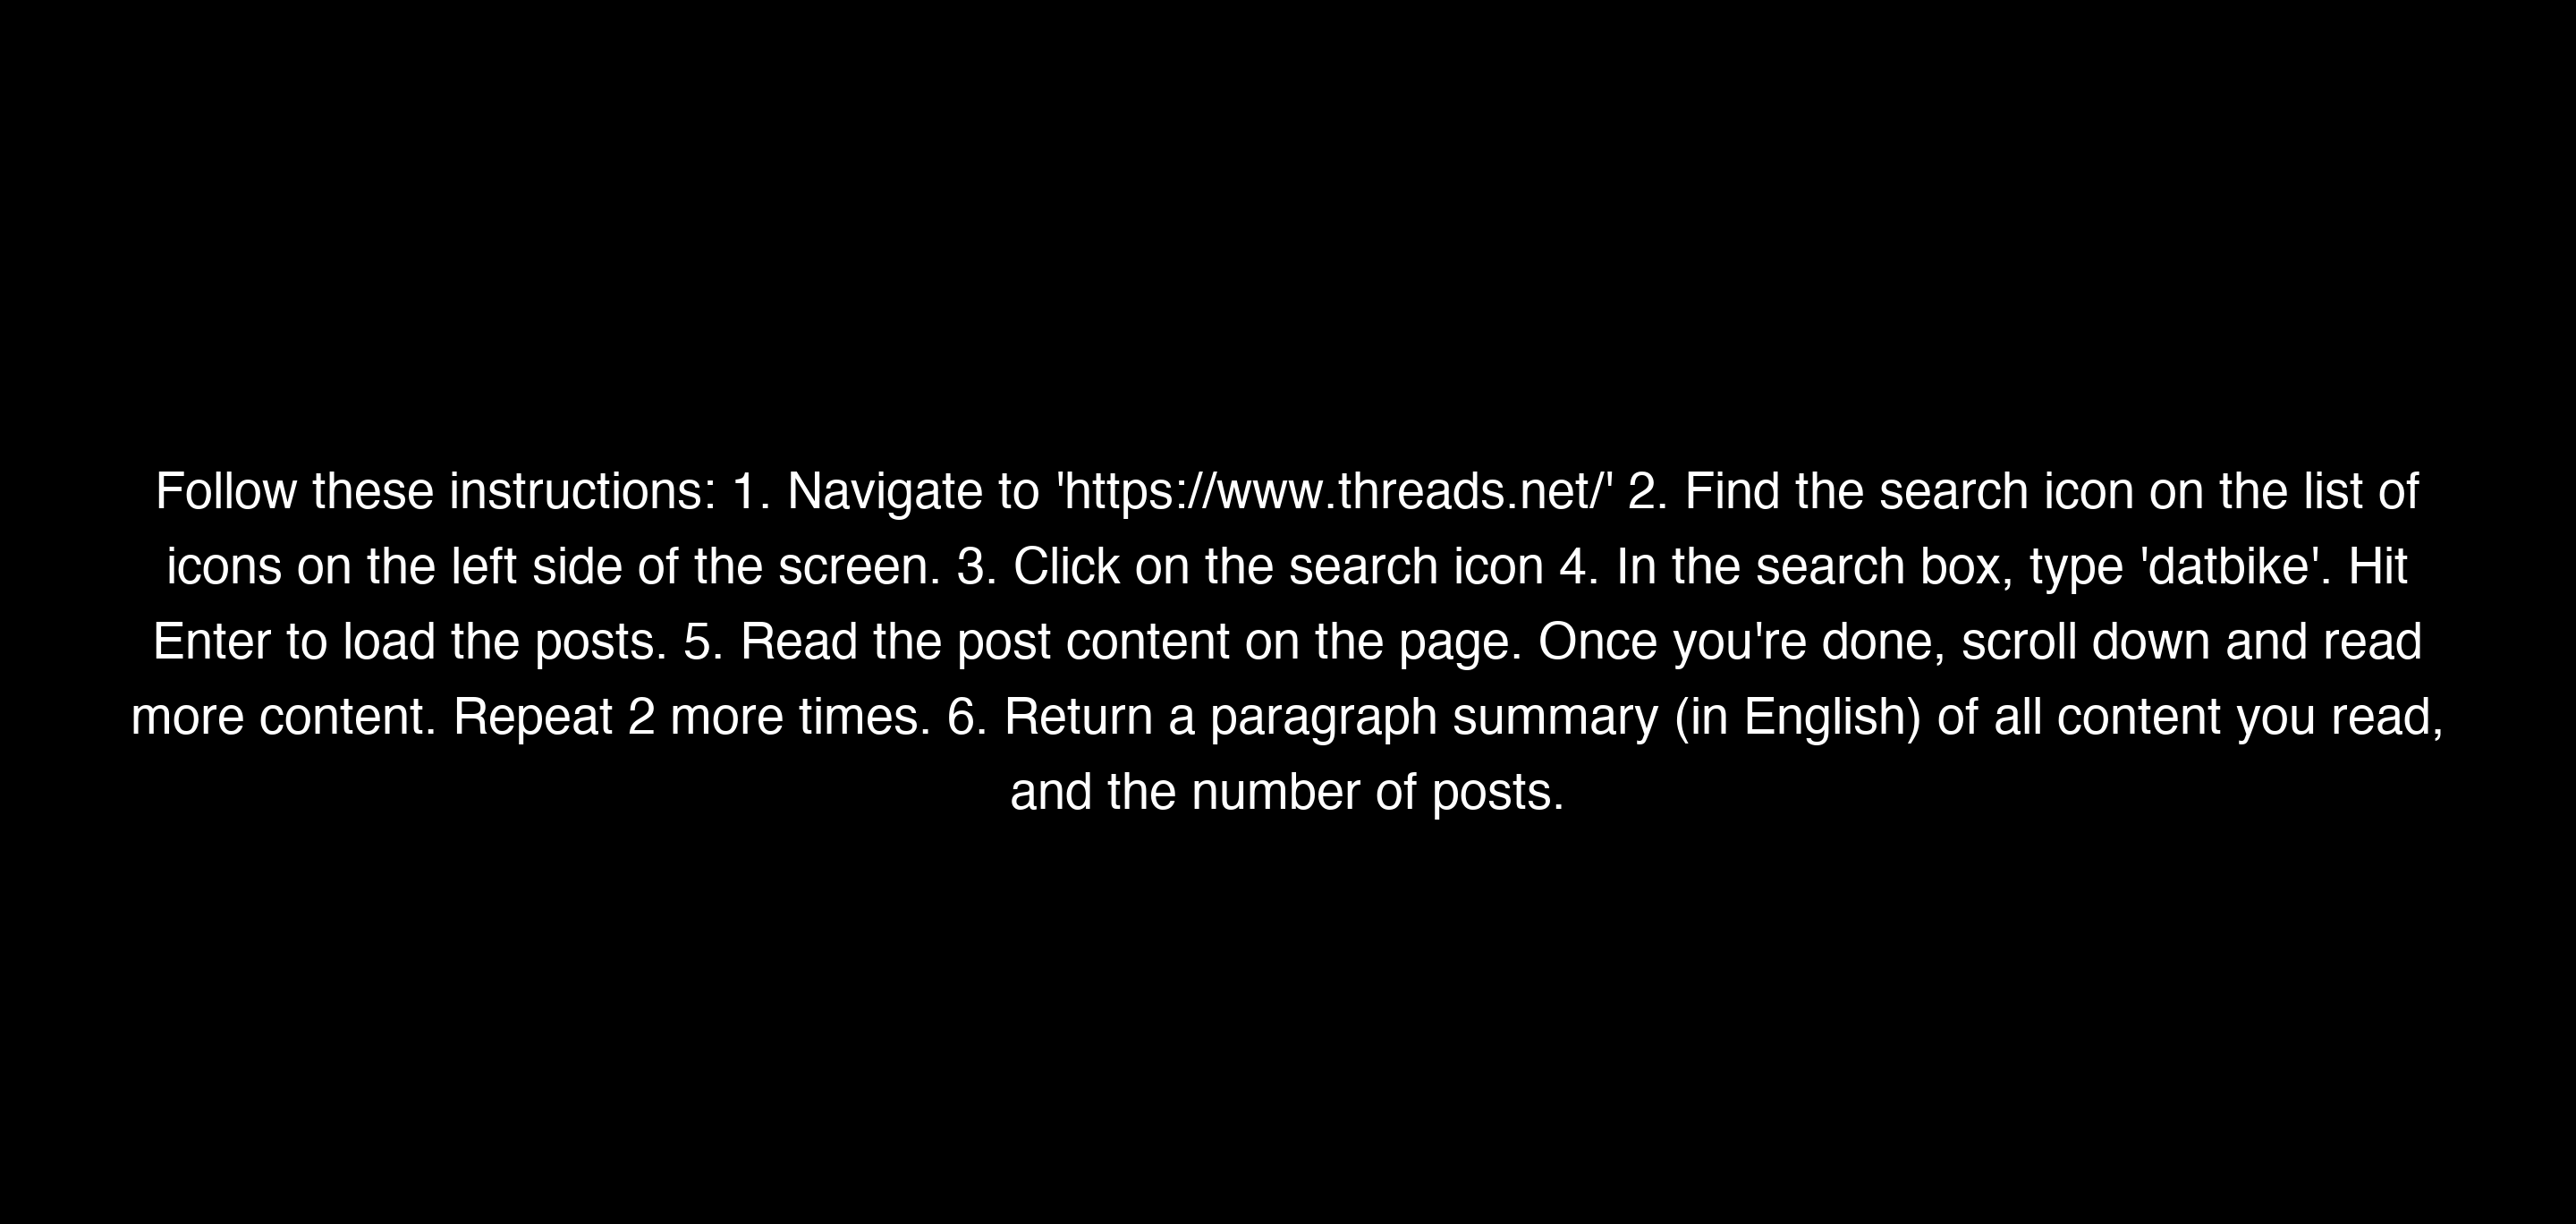 Follow these instructions: 1. Navigate to 'https://www.threads.net/' 2. Find the search icon on the list of
icons on the left side of the screen. 3. Click on the search icon 4. In the search box, type 'datbike'. Hit
Enter to load the posts. 5. Read the post content on the page. Once you're done, scroll down and read
more content. Repeat 2 more times. 6. Return a paragraph summary (in English) of all content you read,
and the number of posts.